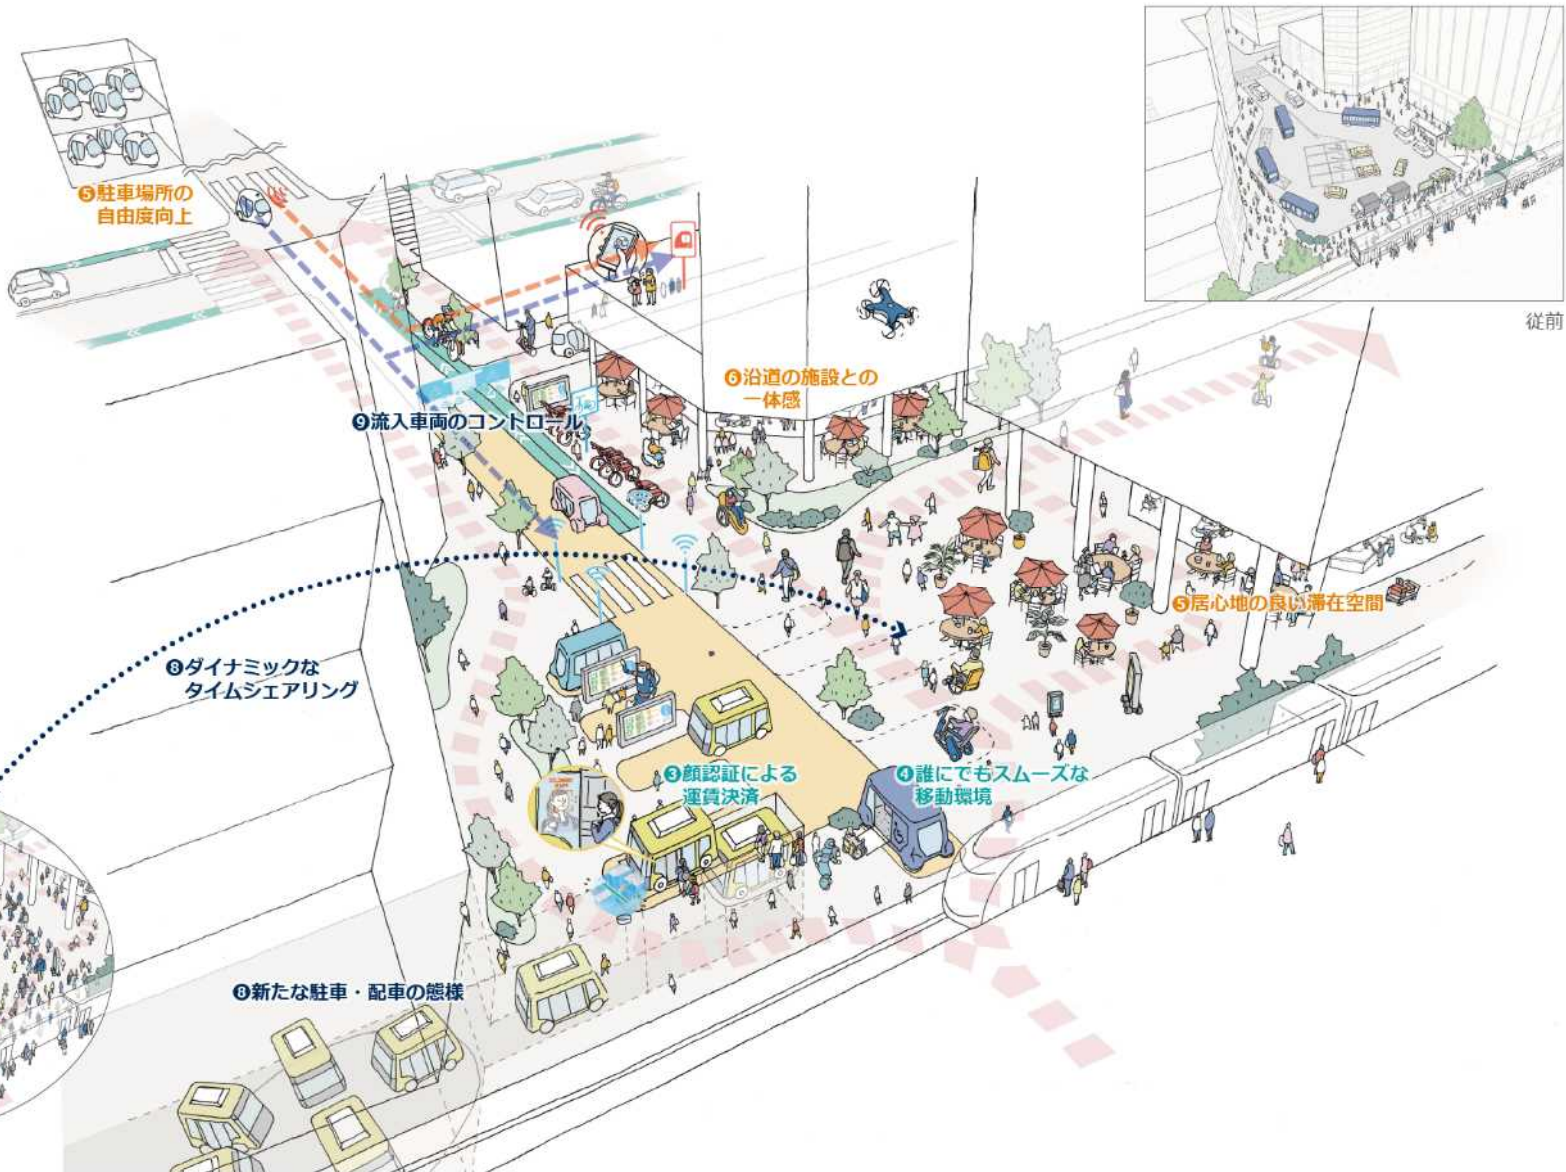 従前
❺駐車場所の
自由度向上
❻沿道の施設との
一体感
❾流入車両のコントロール
❺居心地の良い滞在空間
❽ダイナミックな
タイムシェアリング
❸顔認証による
運賃決済
❹誰にでもスムーズな
移動環境
❽新たな駐車・配車の態様